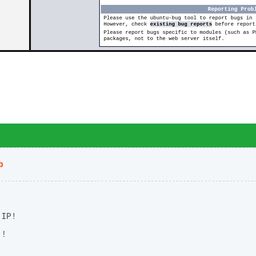 Reporting Probl
Please use the ubuntu-bug tool to report bugs in
However, check existing bug reports before report
Please report bugs specific to modules (such as P
packages, not to the web server itself.
o
IP!
!